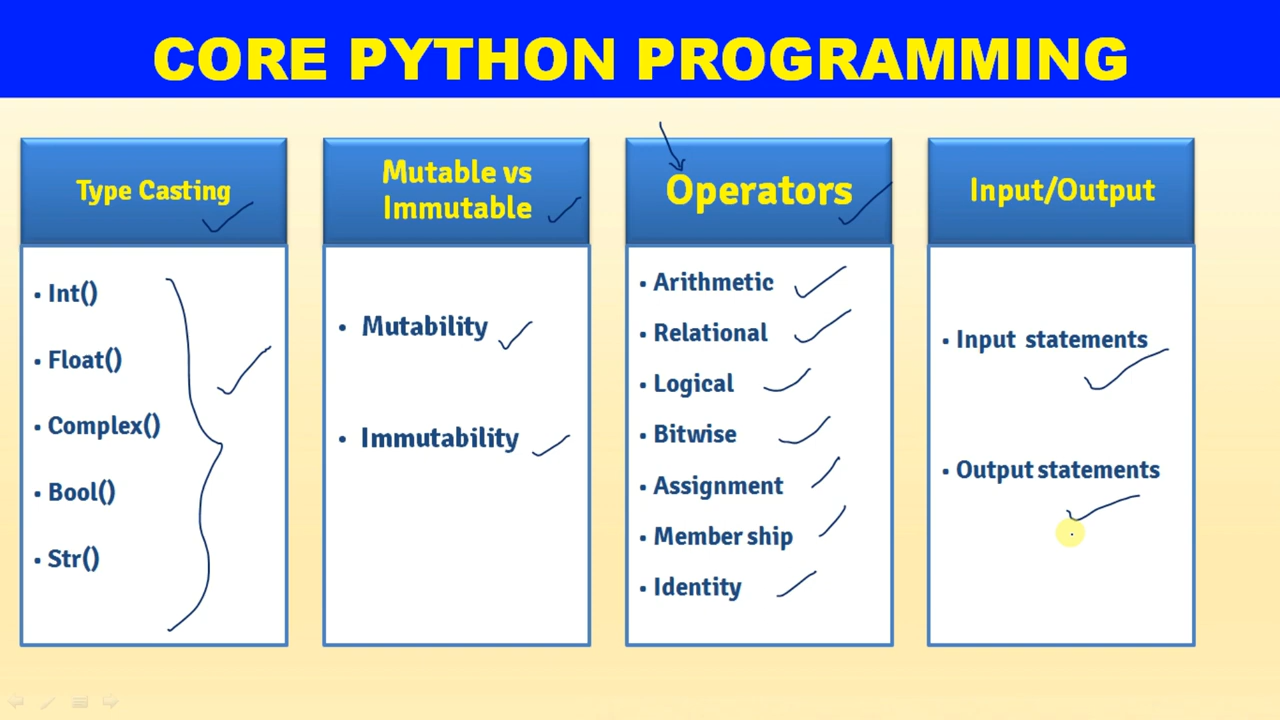 CORE PYTHON PROGRAMMING
Type Casting
• Int()
• Float()
• Complex()
• Bool()
• Str()
Mutable vs
Immutable
• Mutability
• Immutability
Operators
• Arithmetic
• Relational
• Logical
• Bitwise
• Assignment
• Member ship
• Identity
Input/Output
• Input statements
• Output statements